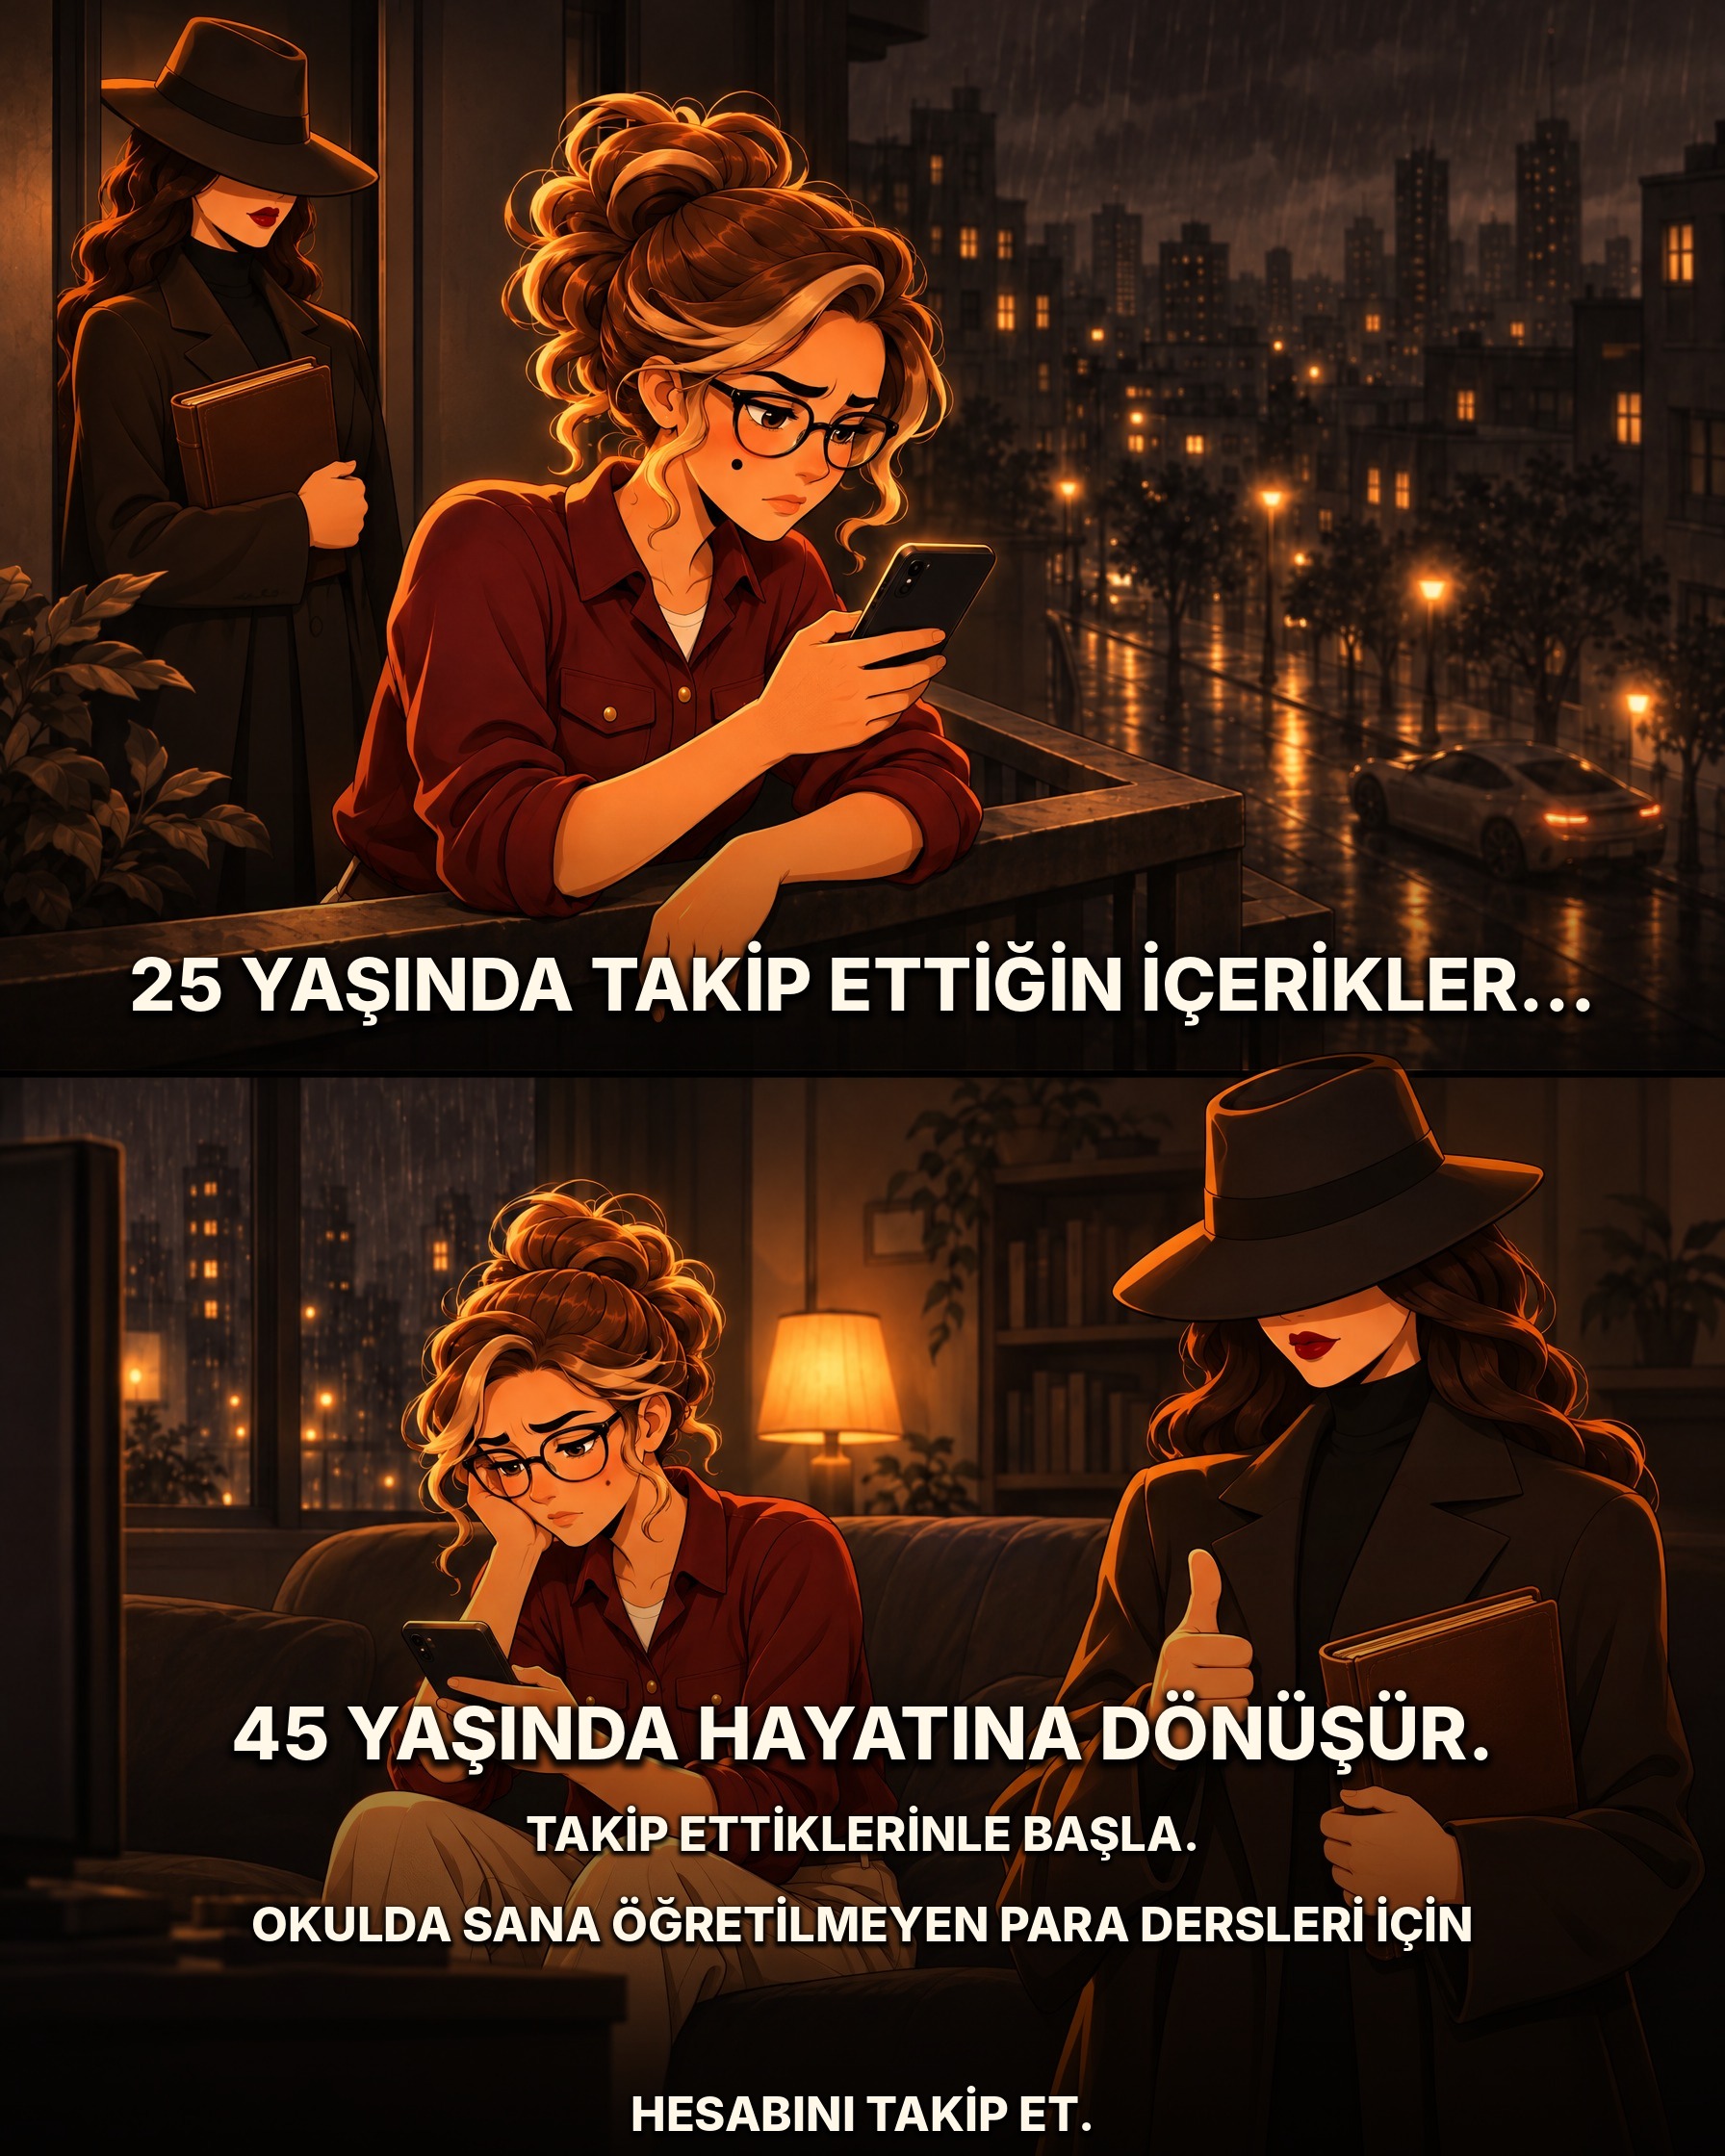 25 YAŞINDA TAKİP ETTİĞİN İÇERİKLER...
45 YAŞINDA HAYATINA DÖNÜŞÜR.
TAKİP ETTİKLERİNLE BAŞLA.
OKULDA SANA ÖĞRETİLMEYEN PARA DERSLERİ İÇİN
HESABINI TAKİP ET.